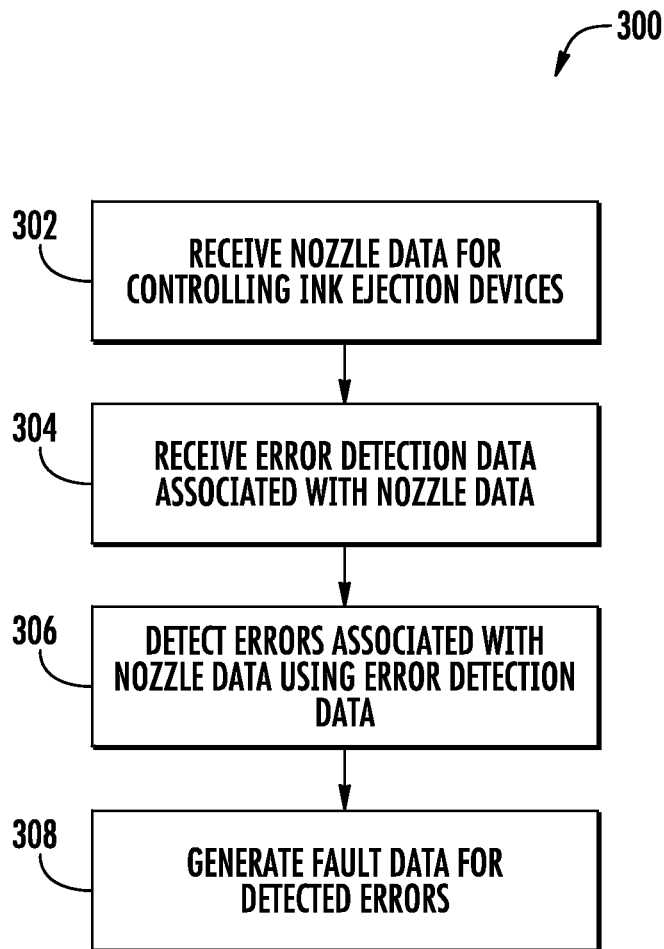 300
302
RECEIVE NOZZLE DATA FOR
CONTROLLING INK EJECTION DEVICES
304
RECEIVE ERROR DETECTION DATA
ASSOCIATED WITH NOZZLE DATA
306
DETECT ERRORS ASSOCIATED WITH
NOZZLE DATA USING ERROR DETECTION
DATA
308
GENERATE FAULT DATA FOR
DETECTED ERRORS